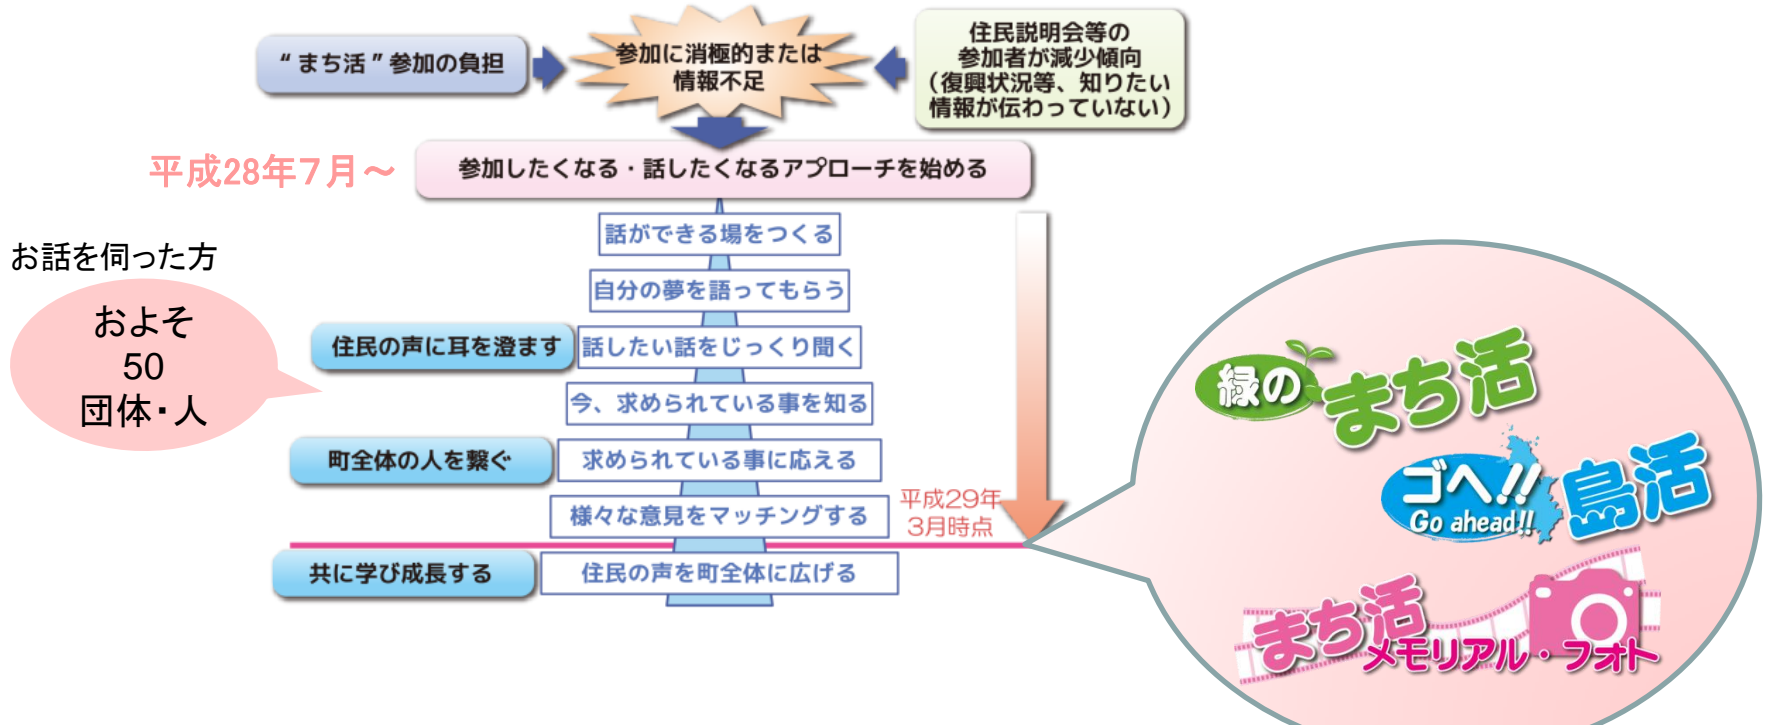 “まち活”参加の負担
参加に消極的または
情報不足
住民説明会等の
参加者が減少傾向
（復興状況等、知りたい
情報が伝わっていない）
平成28年7月～
参加したくなる・話したくなるアプローチを始める
話ができる場をつくる
自分の夢を語ってもらう
お話を伺った方
およそ
50
団体・人
住民の声に耳を澄ます
話したい話をじっくり聞く
今、求められている事を知る
町全体の人を繋ぐ
求められている事に応える
様々な意見をマッチングする
平成29年
3月時点
共に学び成長する
住民の声を町全体に広げる
緑の
まち活
ゴヘ!!
Go ahead!!
島活
まち活
メモリアル・フォト